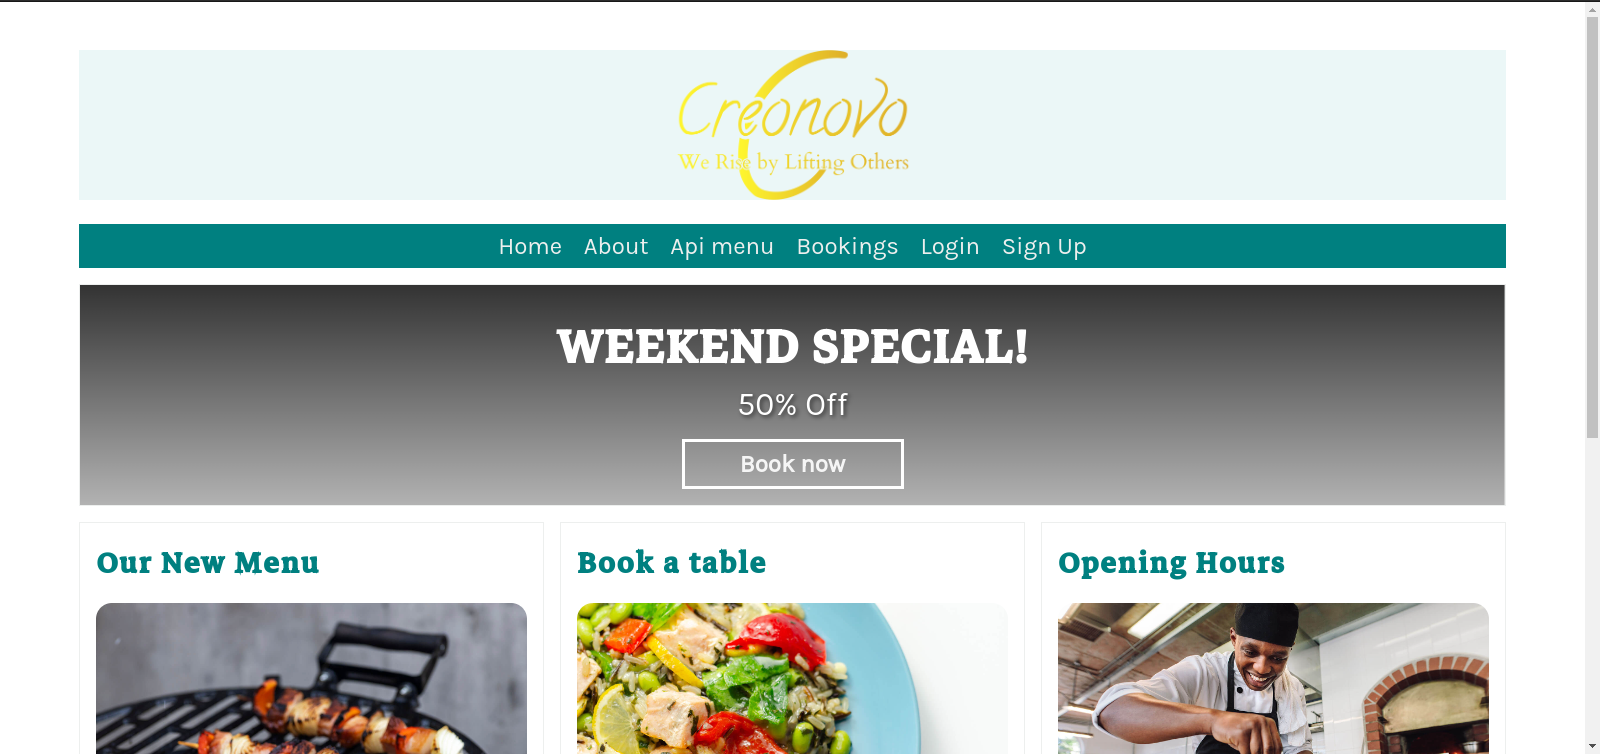 Creonovo
We Rise by Lifting Others
Home About Api menu Bookings Login Sign Up
WEEKEND SPECIAL!
50% Off
Book now
Our New Menu
Book a table
Opening Hours